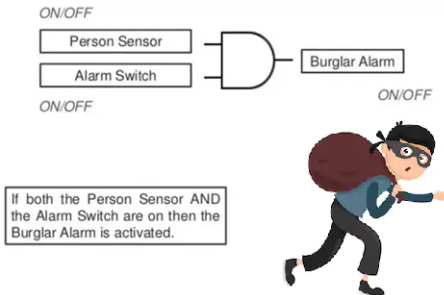 ON/OFF
Person Sensor
Alarm Switch
ON/OFF
Burglar Alarm
ON/OFF
If both the Person Sensor AND
the Alarm Switch are on then the
Burglar Alarm is activated.